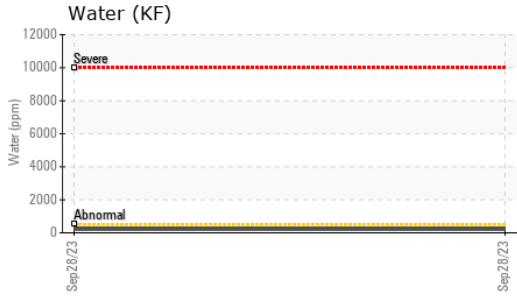 Water (KF)
12000
Severe
10000
8000
Water (ppm)
6000
4000
2000
Abnormal
0
Sep28/23
Sep28/23